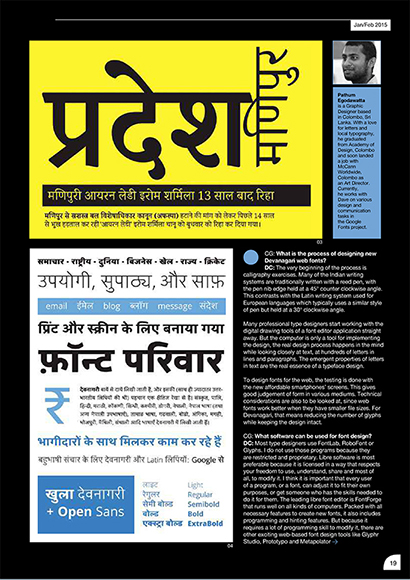 Jan/Feb 2015
प्रदेश
मणिपुर
मणिपुरी आयरन लेडी इरोम शर्मिला 13 साल बाद रिहा
मणिपुर से सशस्त्र बल विशेषाधिकार कानून (अफ्स्पा) हटाने की मांग को लेकर पिछले 14 साल
से भूख हड़ताल कर रही 'आयरन लेडी' इरोम शर्मिला चानू को बुधवार को रिहा कर दिया गया।
03
Pathum
Egodawatta
is a Graphic
Designer based
in Colombo, Sri
Lanka. With a love
for letters and
local typography,
he graduated
from Academy of
Design, Colombo
and soon landed
a job with
McCann
Worldwide,
Colombo as
an Art Director.
Currently,
he works with
Dave on various
design and
communication
tasks in
the Google
Fonts project.
समाचार - राष्ट्रीय - दुनिया - बिजनेस - खेल - राज्य - क्रिकेट
उपयोगी, सुपाठ्य, और साफ़
email ईमेल blog ब्लॉग message संदेश
प्रिंट और स्क्रीन के लिए बनाया गया
फ़ॉन्ट परिवार
₹
भागीदारों के साथ मिलकर काम कर रहे हैं
बहुभाषी संचार के लिए देवनागरी और Latin लिपियों: Google से
खुला देवनागरी
+ Open Sans
लाइट Light
रेगुलर Regular
सेमी बोल्ड Semibold
बोल्ड Bold
एक्स्ट्रा बोल्ड ExtraBold
04
CG: What is the process of designing new
Devanagari web fonts?
DC: The very beginning of the process is
calligraphy exercises. Many of the Indian writing
systems are traditionally written with a reed pen, with
the pen nib edge held at a 45° counter clockwise angle.
This contrasts with the Latin writing system used for
European languages which typically uses a similar style
of pen but held at a 30° clockwise angle.
Many professional type designers start working with the
digital drawing tools of a font editor application straight
away. But the computer is only a tool for implementing
the design, the real design process happens in the mind
while looking closely at text, at hundreds of letters in
lines and paragraphs. The emergent properties of letters
in text are the real essence of a typeface design.
To design fonts for the web, the testing is done with
the new affordable smartphones' screens. This gives
good judgement of form in various mediums. Technical
considerations are also to be looked at, since web
fonts work better when they have smaller file sizes. For
Devanagari, that means reducing the number of glyphs
while keeping the design intact.
CG: What software can be used for font design?
DC: Most type designers use FontLab, RoboFont or
Glyphs. I do not use those programs because they
are restricted and proprietary. Libre software is most
preferable because it is licensed in a way that respects
your freedom to use, understand, share and most of
all, to modify it. I think it is important that every user
of a program, or a font, can adjust it to fit their own
purposes, or get someone who has the skills needed to
do it for them. The leading libre font editor is FontForge
that runs well on all kinds of computers. Packed with all
necessary features to create new fonts, it also includes
programming and hinting features. But because it
requires a lot of programming skill to modify it, there are
other exciting web-based font design tools like Glyphr
Studio, Prototypo and Metapolator
19